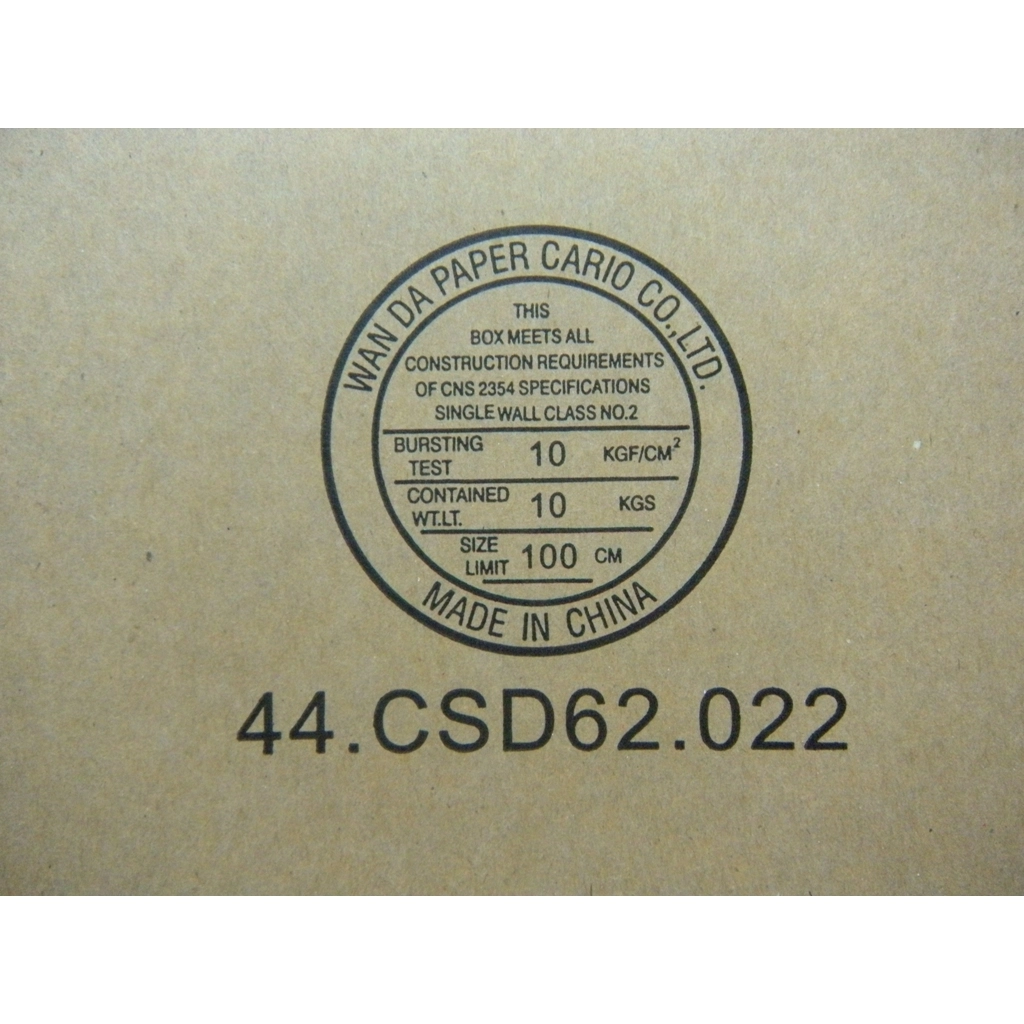 WAN DA PAPER CARIO CO.,LTD.
THIS
BOX MEETS ALL
CONSTRUCTION REQUIREMENTS
OF CNS 2354 SPECIFICATIONS
SINGLE WALL CLASS NO.2
BURSTING TEST 10 KGF/CM²
CONTAINED WT.LT. 10 KGS
SIZE LIMIT 100 CM
MADE IN CHINA
44.CSD62.022